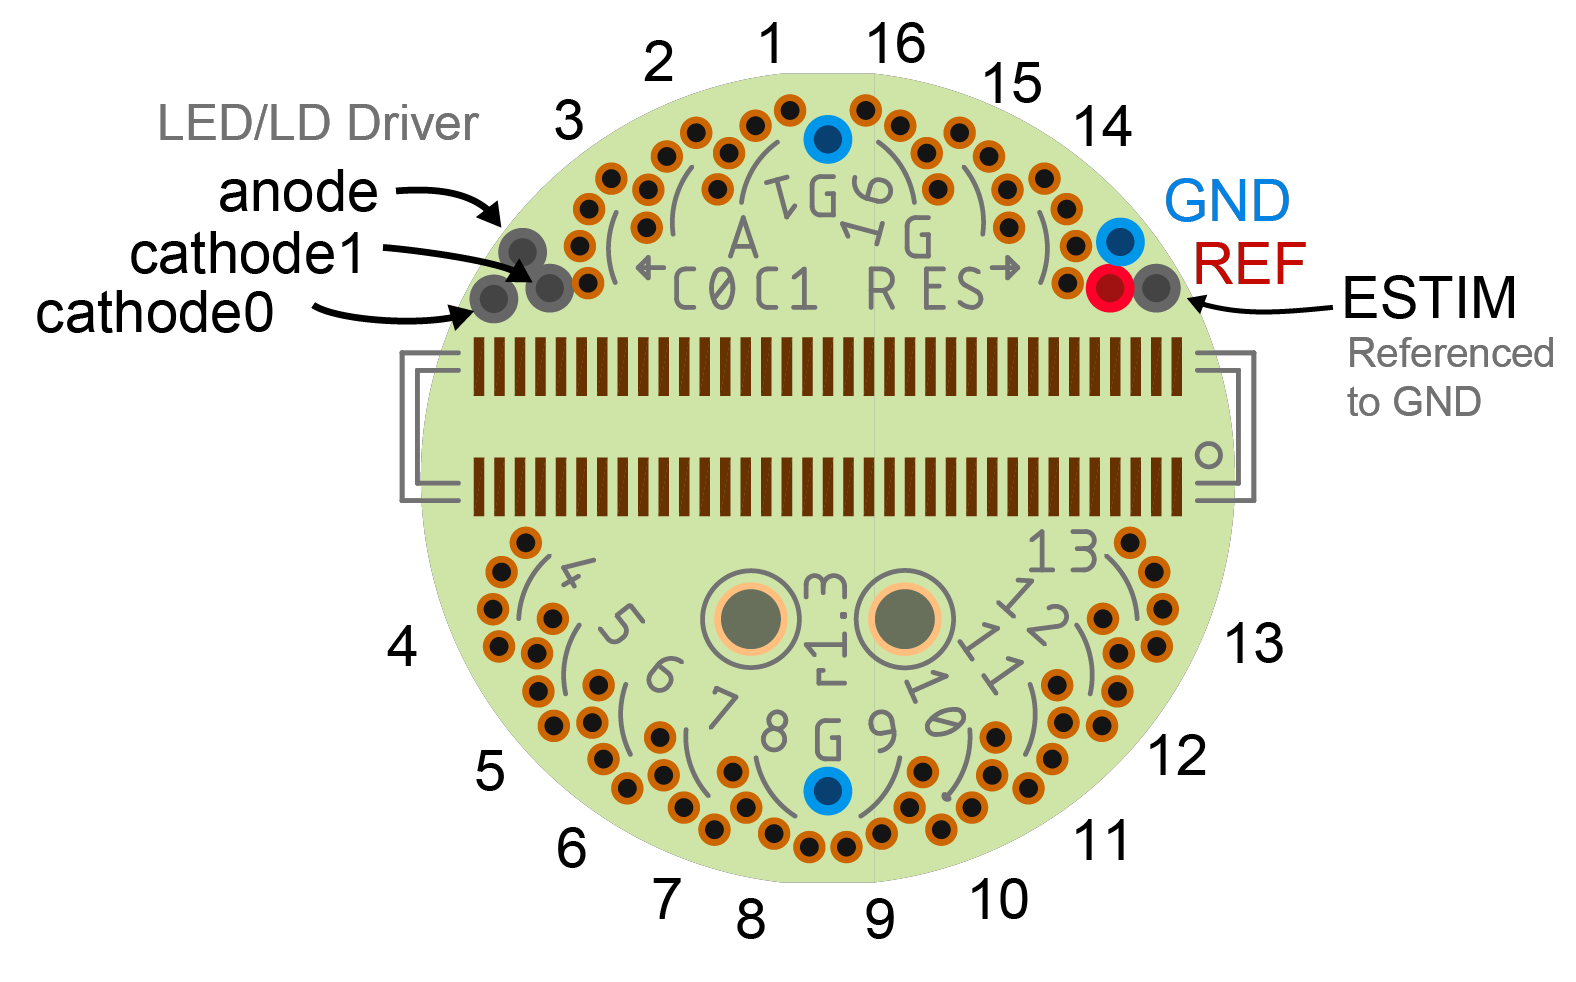 1 16
2 15
LED/LD Driver 3 14
anode 1 G 16 GND
cathode1 A G REF
cathode0 C0 C1 R ES ESTIM
Referenced
to GND
4 13
5 r1.3 12
4 6 11 13
7 10
8 G 9
5 12
6 11
7 10
8 9